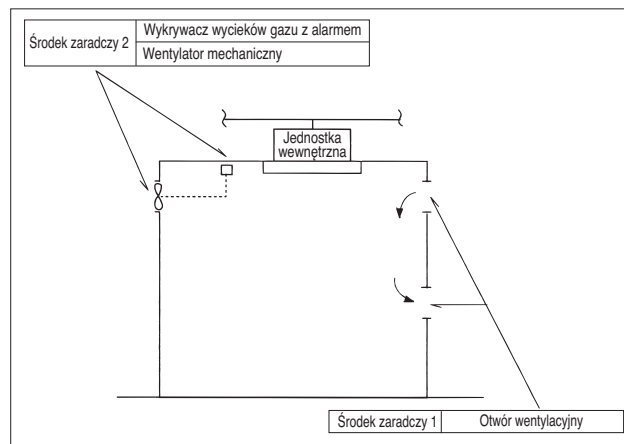 Środek zaradczy 2
Wykrywacz wycieków gazu z alarmem
Wentylator mechaniczny
Jednostka
wewnętrzna
Środek zaradczy 1
Otwór wentylacyjny